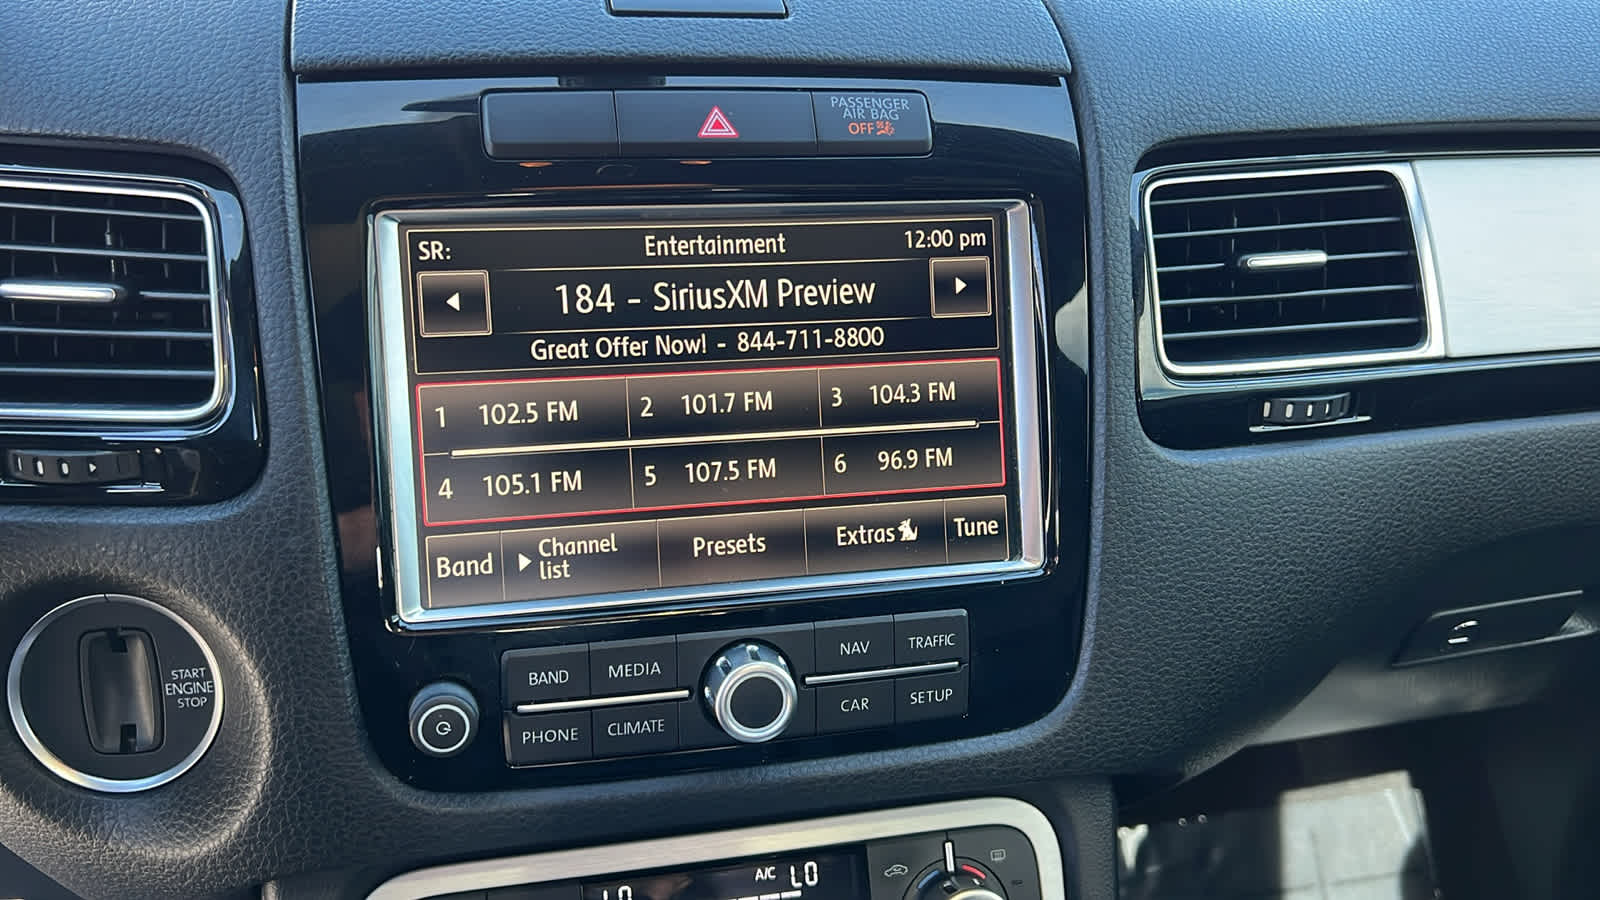 PASSENGER
AIR BAG
OFF
SR: Entertainment 12:00 pm
184 - SiriusXM Preview
Great Offer Now! - 844-711-8800
1 102.5 FM 2 101.7 FM 3 104.3 FM
4 105.1 FM 5 107.5 FM 6 96.9 FM
Band Channel list Presets Extras Tune
BAND MEDIA NAV TRAFFIC
PHONE CLIMATE CAR SETUP
START
ENGINE
STOP
LO A/C LO